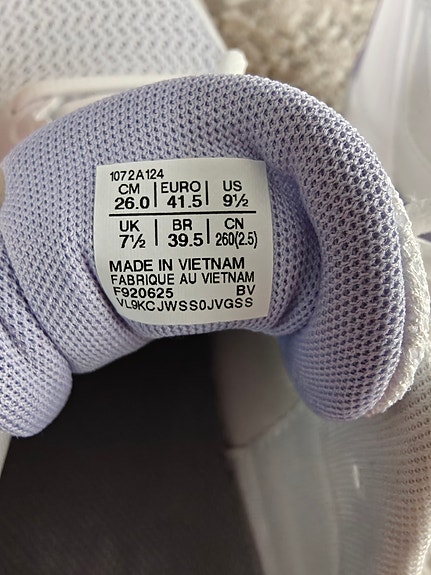 1072A124
CM EURO US
26.0 41.5 9½
UK BR CN
7½ 39.5 260(2.5)
MADE IN VIETNAM
FABRIQUE AU VIETNAM
F920625 BV
VL9KCJWSS0JVGSS